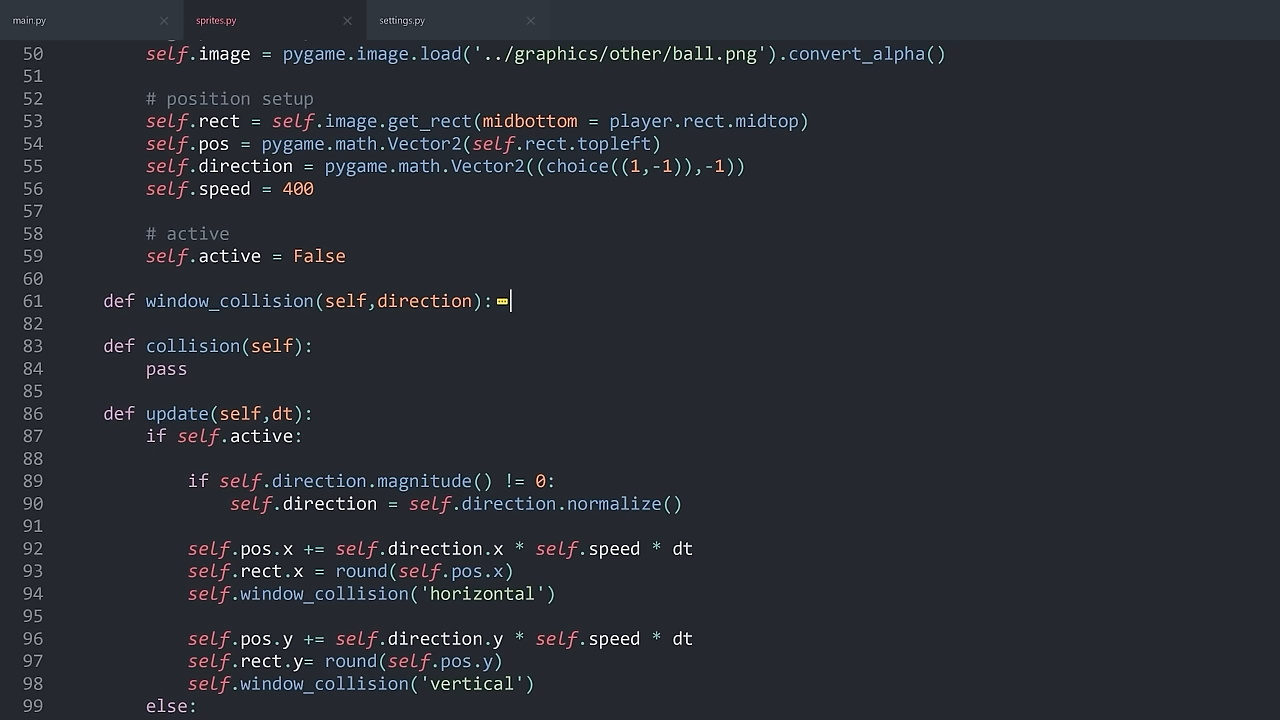 main.py sprites.py settings.py
50 self.image = pygame.image.load('../graphics/other/ball.png').convert_alpha()
51
52 # position setup
53 self.rect = self.image.get_rect(midbottom = player.rect.midtop)
54 self.pos = pygame.math.Vector2(self.rect.topleft)
55 self.direction = pygame.math.Vector2((choice((1,-1)),-1))
56 self.speed = 400
57
58 # active
59 self.active = False
60
61 def window_collision(self,direction):
82
83 def collision(self):
84 pass
85
86 def update(self,dt):
87 if self.active:
88
89 if self.direction.magnitude() != 0:
90 self.direction = self.direction.normalize()
91
92 self.pos.x += self.direction.x * self.speed * dt
93 self.rect.x = round(self.pos.x)
94 self.window_collision('horizontal')
95
96 self.pos.y += self.direction.y * self.speed * dt
97 self.rect.y= round(self.pos.y)
98 self.window_collision('vertical')
99 else: